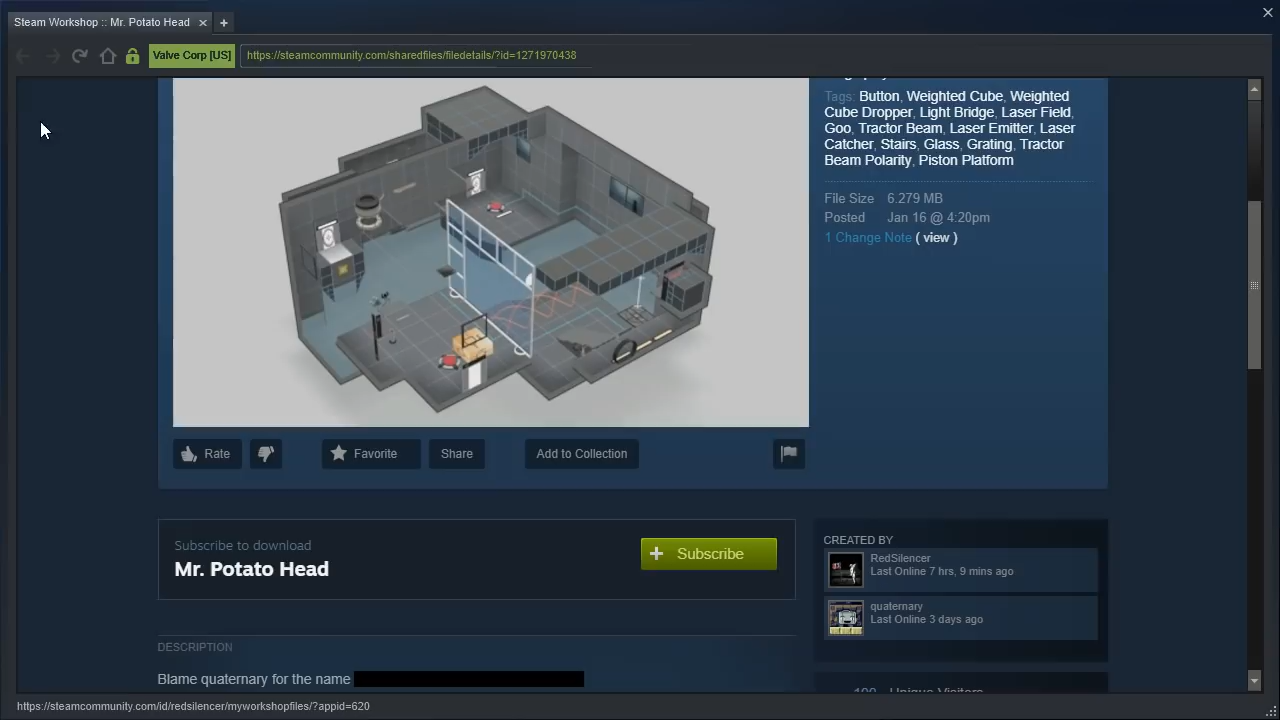 Steam Workshop :: Mr. Potato Head
Valve Corp [US]
https://steamcommunity.com/sharedfiles/filedetails/?id=1271970438
Tags: Button, Weighted Cube, Weighted
Cube Dropper, Light Bridge, Laser Field,
Goo, Tractor Beam, Laser Emitter, Laser
Catcher, Stairs, Glass, Grating, Tractor
Beam Polarity, Piston Platform
File Size 6.279 MB
Posted Jan 16 @ 4:20pm
1 Change Note ( view )
Rate
Favorite
Share
Add to Collection
Subscribe to download
Mr. Potato Head
Subscribe
CREATED BY
RedSilencer
Last Online 7 hrs, 9 mins ago
quaternary
Last Online 3 days ago
DESCRIPTION
Blame quaternary for the name
Unique Visitors
https://steamcommunity.com/id/redsilencer/myworkshopfiles/?appid=620